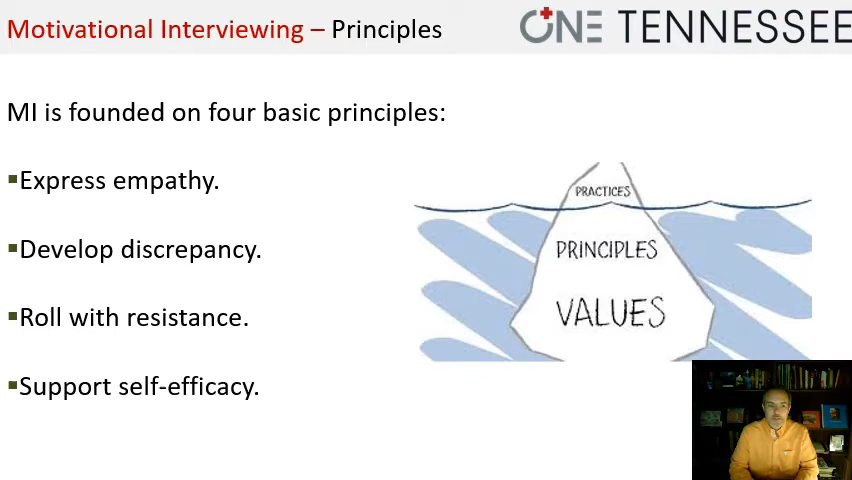 Motivational Interviewing – Principles
ONE TENNESSEE
MI is founded on four basic principles:
▪Express empathy.
▪Develop discrepancy.
▪Roll with resistance.
▪Support self-efficacy.
PRACTICES
PRINCIPLES
VALUES